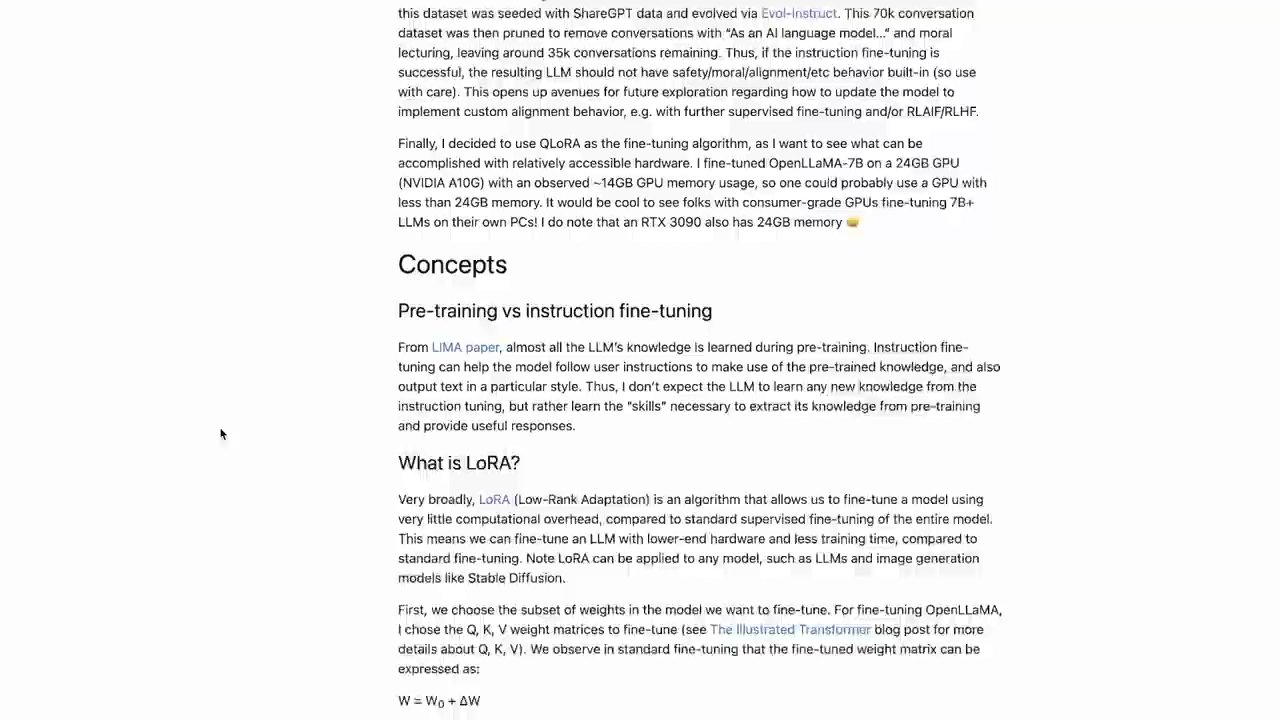 this dataset was seeded with ShareGPT data and evolved via Evol-Instruct. This 70k conversation
dataset was then pruned to remove conversations with “As an AI language model...” and moral
lecturing, leaving around 35k conversations remaining. Thus, if the instruction fine-tuning is
successful, the resulting LLM should not have safety/moral/alignment/etc behavior built-in (so use
with care). This opens up avenues for future exploration regarding how to update the model to
implement custom alignment behavior, e.g. with further supervised fine-tuning and/or RLAIF/RLHF.
Finally, I decided to use QLoRA as the fine-tuning algorithm, as I want to see what can be
accomplished with relatively accessible hardware. I fine-tuned OpenLLaMA-7B on a 24GB GPU
(NVIDIA A10G) with an observed ~14GB GPU memory usage, so one could probably use a GPU with
less than 24GB memory. It would be cool to see folks with consumer-grade GPUs fine-tuning 7B+
LLMs on their own PCs! I do note that an RTX 3090 also has 24GB memory
Concepts
Pre-training vs instruction fine-tuning
From LIMA paper, almost all the LLM's knowledge is learned during pre-training. Instruction fine-
tuning can help the model follow user instructions to make use of the pre-trained knowledge, and also
output text in a particular style. Thus, I don't expect the LLM to learn any new knowledge from the
instruction tuning, but rather learn the "skills" necessary to extract its knowledge from pre-training
and provide useful responses.
What is LoRA?
Very broadly, LoRA (Low-Rank Adaptation) is an algorithm that allows us to fine-tune a model using
very little computational overhead, compared to standard supervised fine-tuning of the entire model.
This means we can fine-tune an LLM with lower-end hardware and less training time, compared to
standard fine-tuning. Note LoRA can be applied to any model, such as LLMs and image generation
models like Stable Diffusion.
First, we choose the subset of weights in the model we want to fine-tune. For fine-tuning OpenLLaMA,
I chose the Q, K, V weight matrices to fine-tune (see The Illustrated Transformer blog post for more
details about Q, K, V). We observe in standard fine-tuning that the fine-tuned weight matrix can be
expressed as:
W = W₀ + ΔW